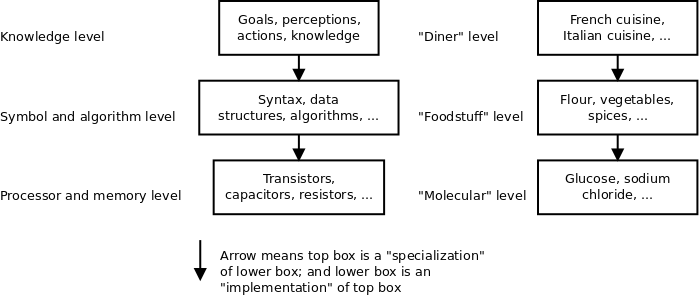 Knowledge level
Goals, perceptions,
actions, knowledge
"Diner" level
French cuisine,
Italian cuisine, ...
Symbol and algorithm level
Syntax, data
structures, algorithms, ...
"Foodstuff" level
Flour, vegetables,
spices, ...
Processor and memory level
Transistors,
capacitors, resistors, ...
"Molecular" level
Glucose, sodium
chloride, ...
Arrow means top box is a "specialization"
of lower box; and lower box is an
"implementation" of top box